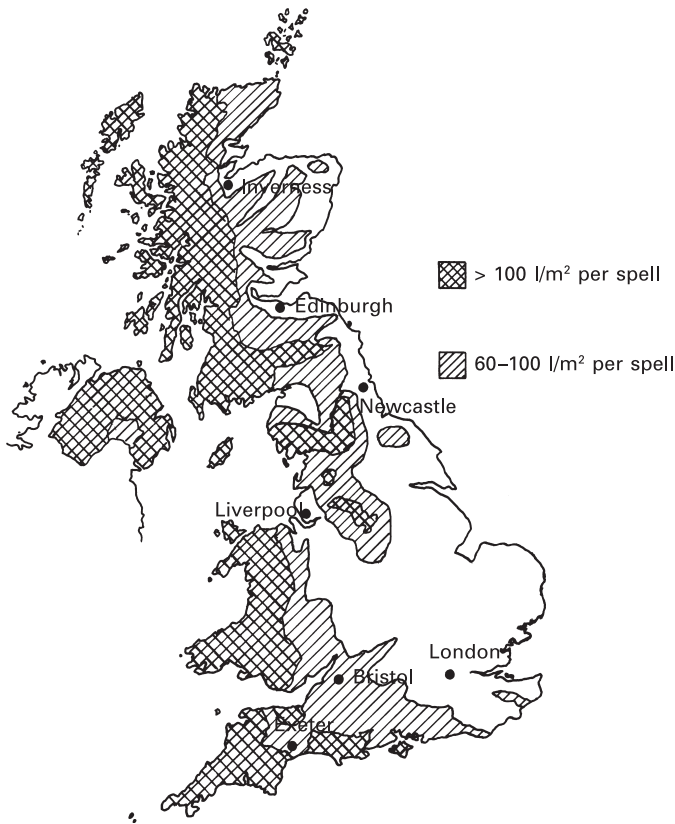 Inverness
> 100 l/m² per spell
Edinburgh
60–100 l/m² per spell
Newcastle
Liverpool
London
Bristol
Exeter